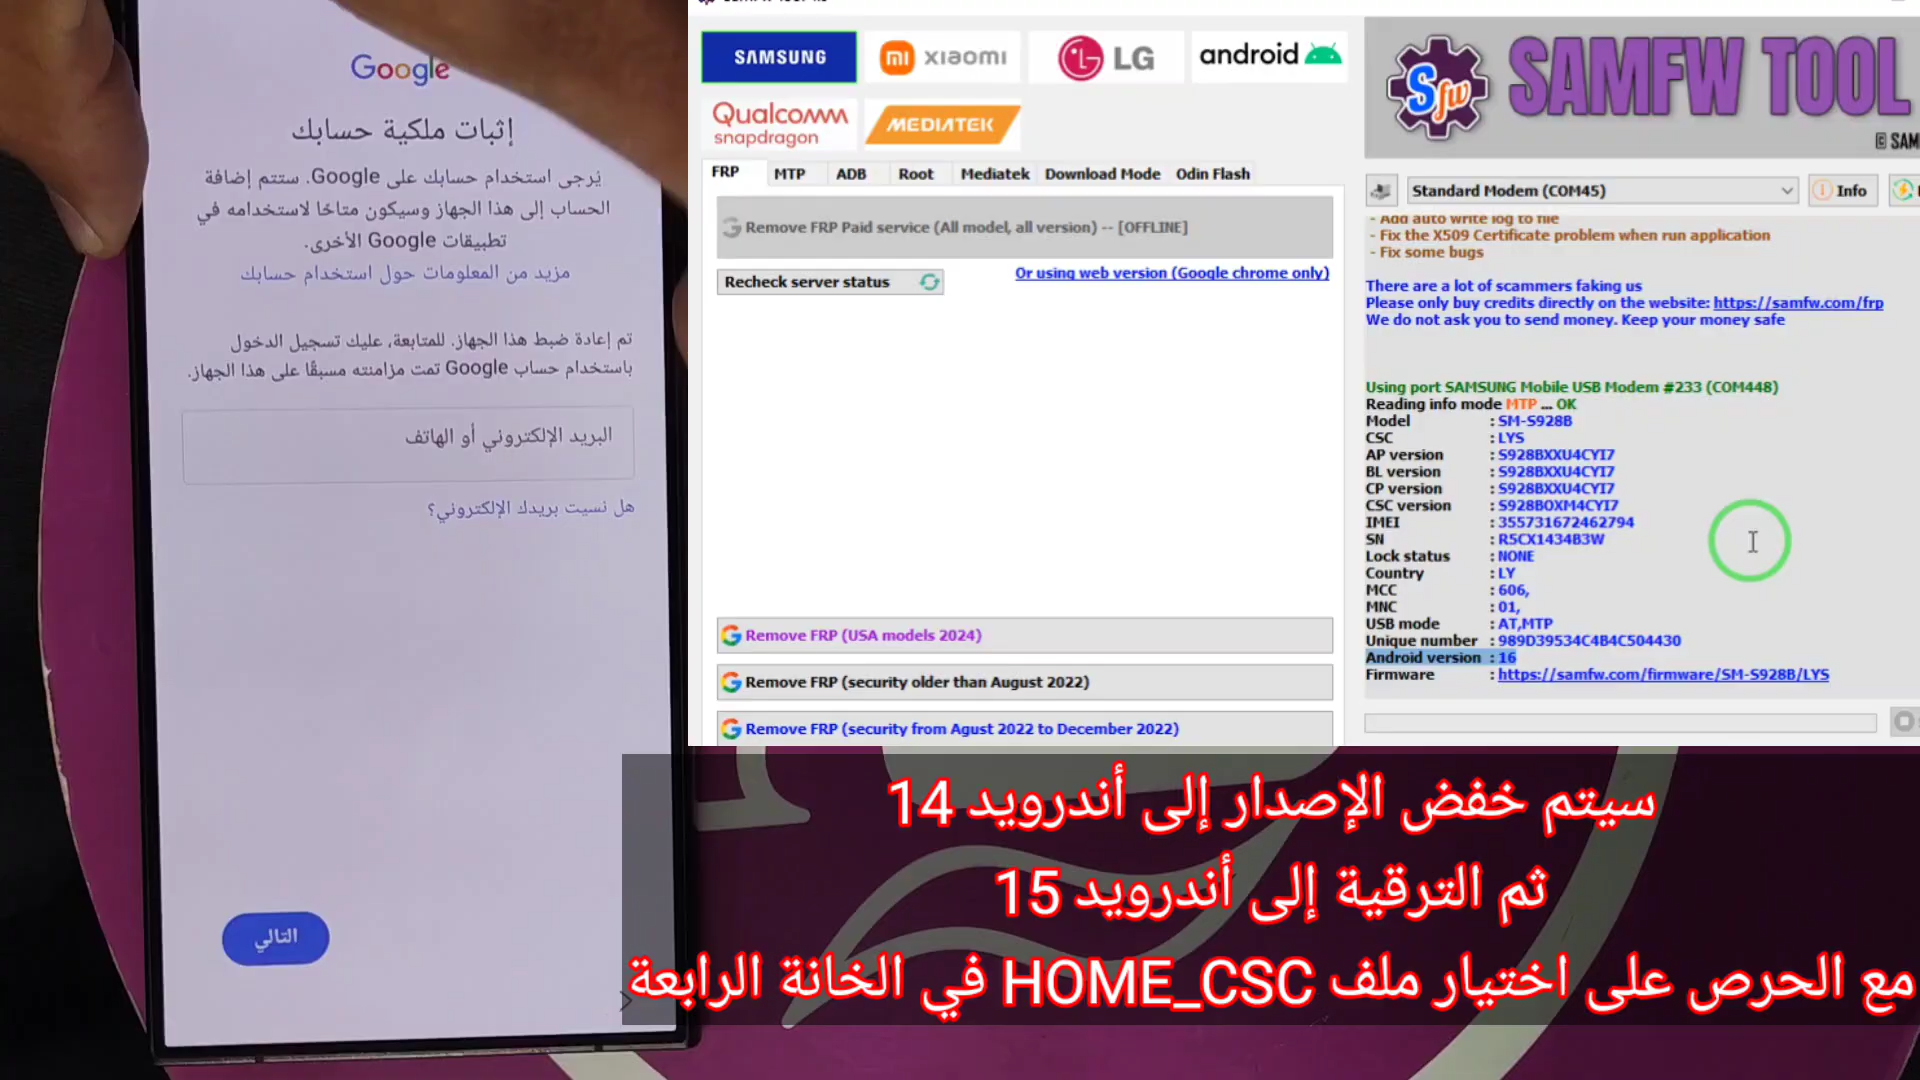 Google
إثبات ملكية حسابك
يُرجى استخدام حسابك على Google. ستتم إضافة
الحساب إلى هذا الجهاز وسيكون متاحًا لاستخدامه في
تطبيقات Google الأخرى.
مزيد من المعلومات حول استخدام حسابك
تم إعادة ضبط هذا الجهاز. للمتابعة، عليك تسجيل الدخول
باستخدام حساب Google تمت مزامنته مسبقًا على هذا الجهاز.
البريد الإلكتروني أو الهاتف
هل نسيت بريدك الإلكتروني؟
التالي
SAMSUNG
mi xiaomi
LG
android
Qualcomm
snapdragon
MEDIATEK
FRP MTP ADB Root Mediatek Download Mode Odin Flash
Remove FRP Paid service (All model, all version) -- [OFFLINE]
Recheck server status
Or using web version (Google chrome only)
Remove FRP (USA models 2024)
Remove FRP (security older than August 2022)
Remove FRP (security from Agust 2022 to December 2022)
Sfw
SAMFW TOOL
© SAM
Standard Modem (COM45)
Info
- Add auto write log to file
- Fix the X509 Certificate problem when run application
- Fix some bugs
There are a lot of scammers faking us
Please only buy credits directly on the website: https://samfw.com/frp
We do not ask you to send money. Keep your money safe
Using port SAMSUNG Mobile USB Modem #233 (COM448)
Reading info mode MTP ... OK
Model : SM-S928B
CSC : LYS
AP version : S928BXXU4CYI7
BL version : S928BXXU4CYI7
CP version : S928BXXU4CYI7
CSC version : S928BOXM4CYI7
IMEI : 355731672462794
SN : R5CX1434B3W
Lock status : NONE
Country : LY
MCC : 606,
MNC : 01,
USB mode : AT,MTP
Unique number : 989D39534C4B4C504430
Android version : 16
Firmware : https://samfw.com/firmware/SM-S928B/LYS
سيتم خفض الإصدار إلى أندرويد 14
ثم الترقية إلى أندرويد 15
مع الحرص على اختيار ملف HOME_CSC في الخانة الرابعة